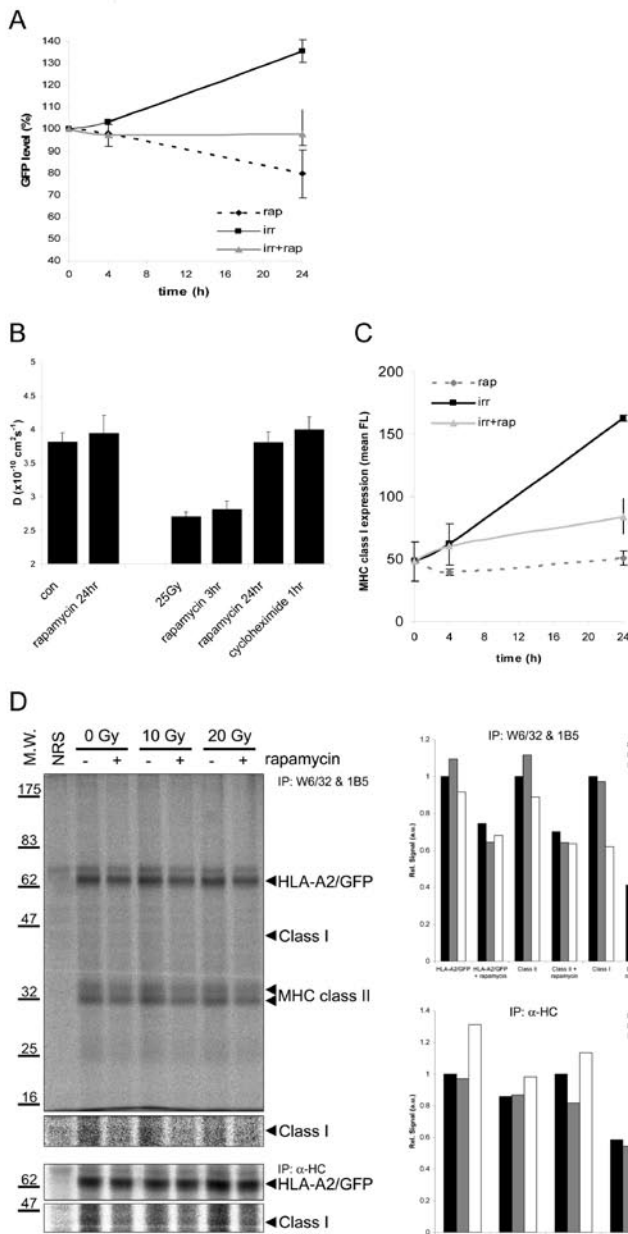 A
GFP level (%)
140
130
120
110
100
90
80
70
60
50
40
rap
irr
irr+rap
0 4 8 12 16 20 24
time (h)
B
D (x10⁻¹⁰ cm²s⁻¹)
5
4.5
4
3.5
3
2.5
2
con
rapamycin 24hr
25Gy
rapamycin 3hr
rapamycin 24hr
cycloheximide 1hr
C
MHC class I expression (mean FL)
200
150
100
50
0
rap
irr
irr+rap
0 4 8 12 16 20 24
time (h)
D
M.W.
NRS
0 Gy 10 Gy 20 Gy
- + - + - + rapamycin
IP: W6/32 & 1B5
175
83
62
47
32
25
16
HLA-A2/GFP
Class I
MHC class II
Class I
IP: α-HC
62
HLA-A2/GFP
47
Class I
IP: W6/32 & 1B5
Rel. Signal (a.u.)
1.2
1
0.8
0.6
0.4
0.2
0
HLA-A2/GFP
HLA-A2/GFP + rapamycin
Class II
Class II + rapamycin
Class I
IP: α-HC
Rel. Signal (a.u.)
1.4
1.2
1
0.8
0.6
0.4
0.2
0